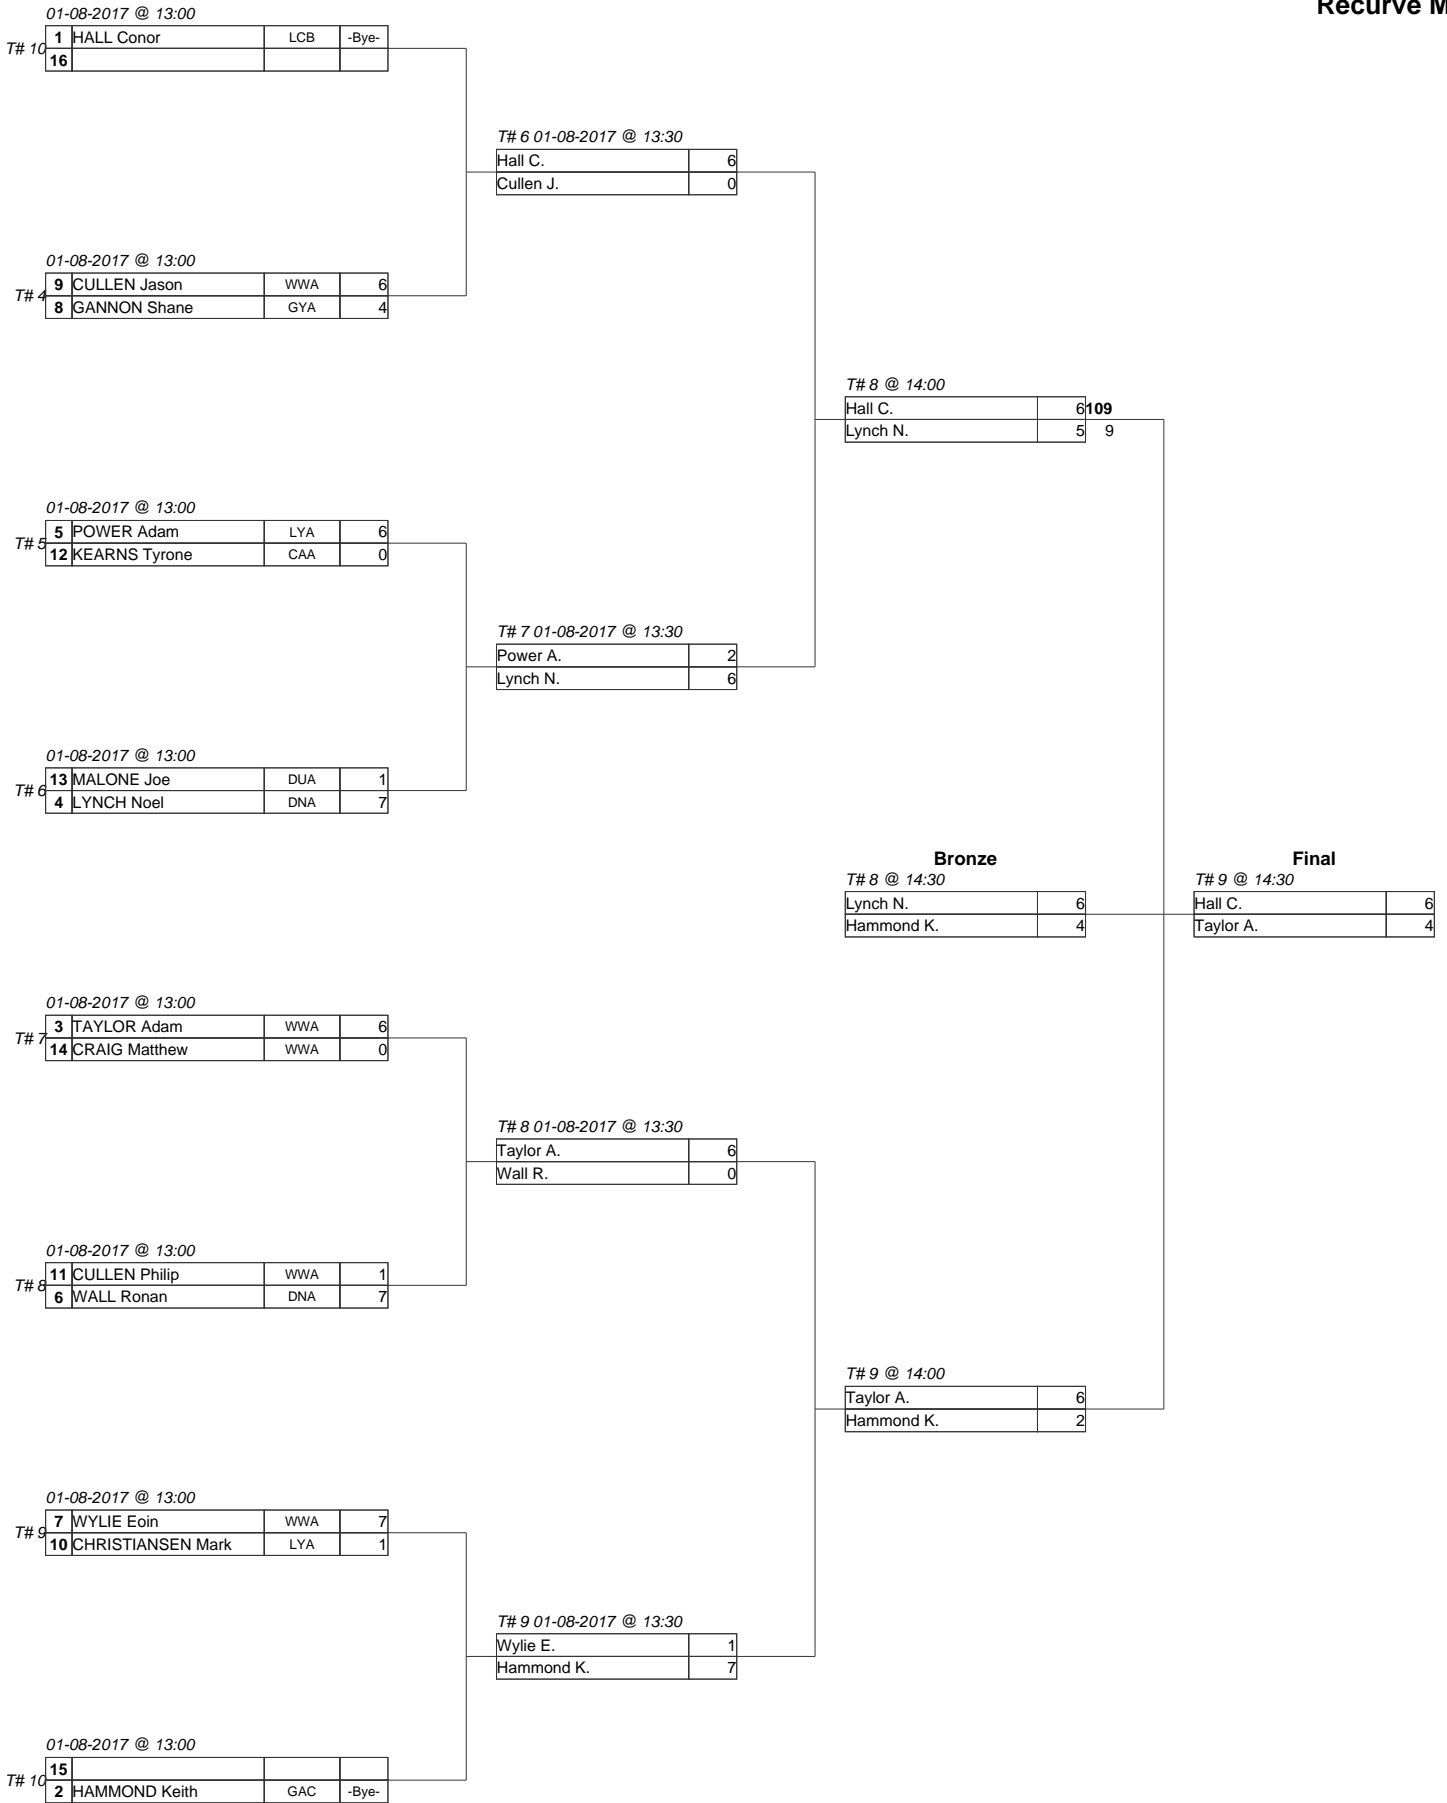 Recurve M
01-08-2017 @ 13:00
T# 10
1 HALL Conor LCB -Bye-
16
T# 6 01-08-2017 @ 13:30
Hall C. 6
Cullen J. 0
01-08-2017 @ 13:00
T# 4
9 CULLEN Jason WWA 6
8 GANNON Shane GYA 4
T# 8 @ 14:00
Hall C. 6 109
Lynch N. 5 9
01-08-2017 @ 13:00
T# 5
5 POWER Adam LYA 6
12 KEARNS Tyrone CAA 0
T# 7 01-08-2017 @ 13:30
Power A. 2
Lynch N. 6
01-08-2017 @ 13:00
T# 6
13 MALONE Joe DUA 1
4 LYNCH Noel DNA 7
Bronze
T# 8 @ 14:30
Lynch N. 6
Hammond K. 4
Final
T# 9 @ 14:30
Hall C. 6
Taylor A. 4
01-08-2017 @ 13:00
T# 7
3 TAYLOR Adam WWA 6
14 CRAIG Matthew WWA 0
T# 8 01-08-2017 @ 13:30
Taylor A. 6
Wall R. 0
01-08-2017 @ 13:00
T# 8
11 CULLEN Philip WWA 1
6 WALL Ronan DNA 7
T# 9 @ 14:00
Taylor A. 6
Hammond K. 2
01-08-2017 @ 13:00
T# 9
7 WYLIE Eoin WWA 7
10 CHRISTIANSEN Mark LYA 1
T# 9 01-08-2017 @ 13:30
Wylie E. 1
Hammond K. 7
01-08-2017 @ 13:00
T# 10
15
2 HAMMOND Keith GAC -Bye-